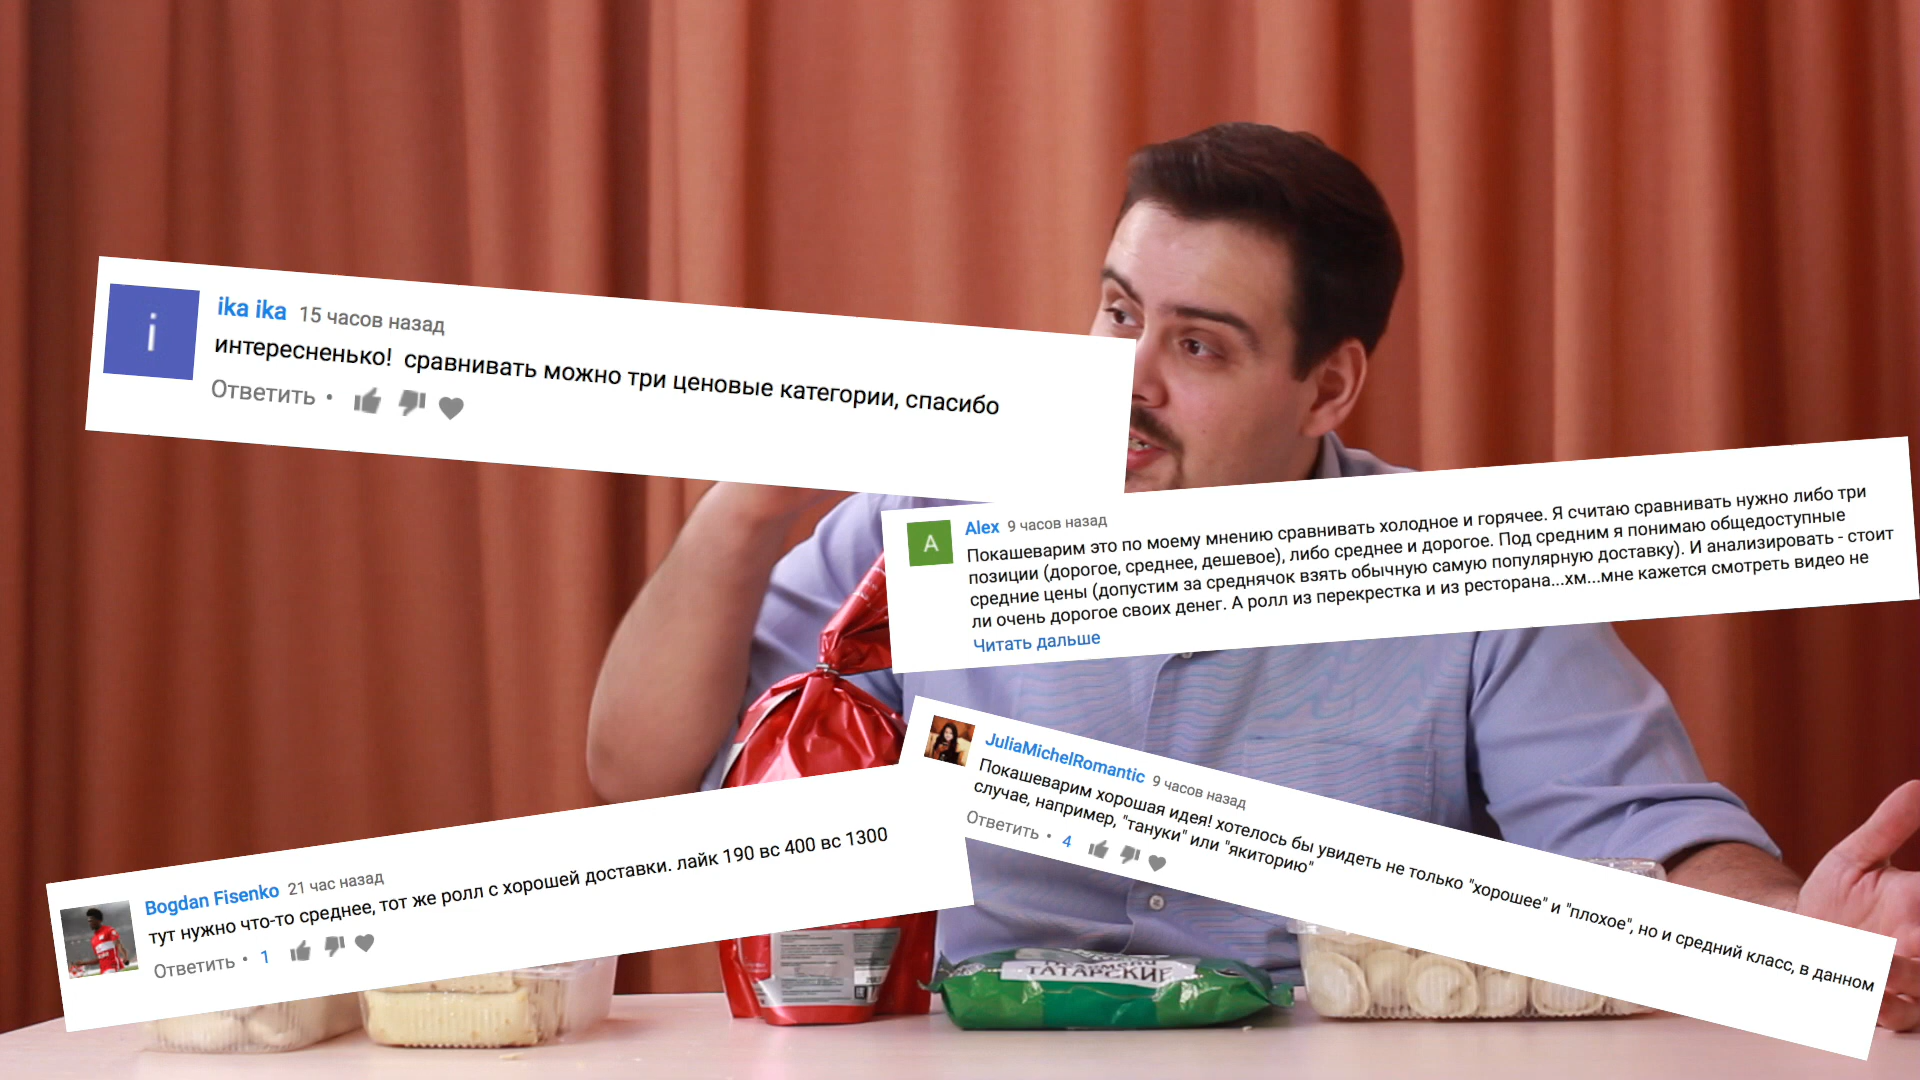 i
ika ika 15 часов назад
интересненько! сравнивать можно три ценовые категории, спасибо
Ответить •
A
Alex 9 часов назад
Покашеварим это по моему мнению сравнивать холодное и горячее. Я считаю сравнивать нужно либо три
позиции (дорогое, среднее, дешевое), либо среднее и дорогое. Под средним я понимаю общедоступные
средние цены (допустим за среднячок взять обычную самую популярную доставку). И анализировать - стоит
ли очень дорогое своих денег. А ролл из перекрестка и из ресторана...хм...мне кажется смотреть видео не
Читать дальше
JuliaMichelRomantic 9 часов назад
Покашеварим хорошая идея! хотелось бы увидеть не только "хорошее" и "плохое", но и средний класс, в данном
случае, например, "тануки" или "якиторию"
Ответить • 4
Bogdan Fisenko 21 час назад
тут нужно что-то среднее, тот же ролл с хорошей доставки. лайк 190 вс 400 вс 1300
Ответить • 1
ТАТАРСКИЕ